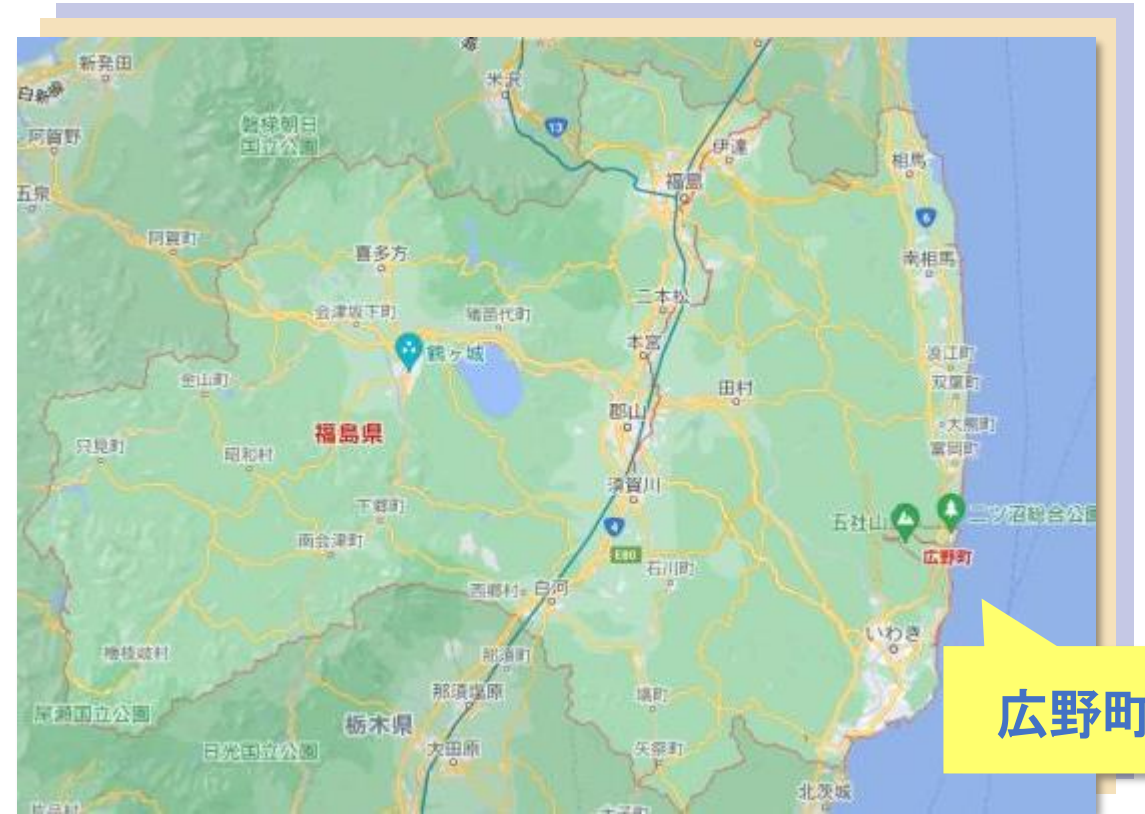 新発田
米沢
白新
13
磐梯朝日
国立公園
阿賀野
伊達
相馬
五泉
福島
6
阿賀町
喜多方
南相馬
二本松
会津坂下町
猪苗代町
本宮
鶴ヶ城
浪江町
金山町
田村
双葉町
郡山
大熊町
福島県
只見町
昭和村
富岡町
須賀川
下郷町
五社山
二ツ沼総合公園
4
南会津町
E80
広野町
石川町
西郷村
白河
いわき
檜枝岐村
那須町
那須塩原
塙町
尾瀬国立公園
栃木県
広野町
日光国立公園
大田原
矢祭町
北茨城